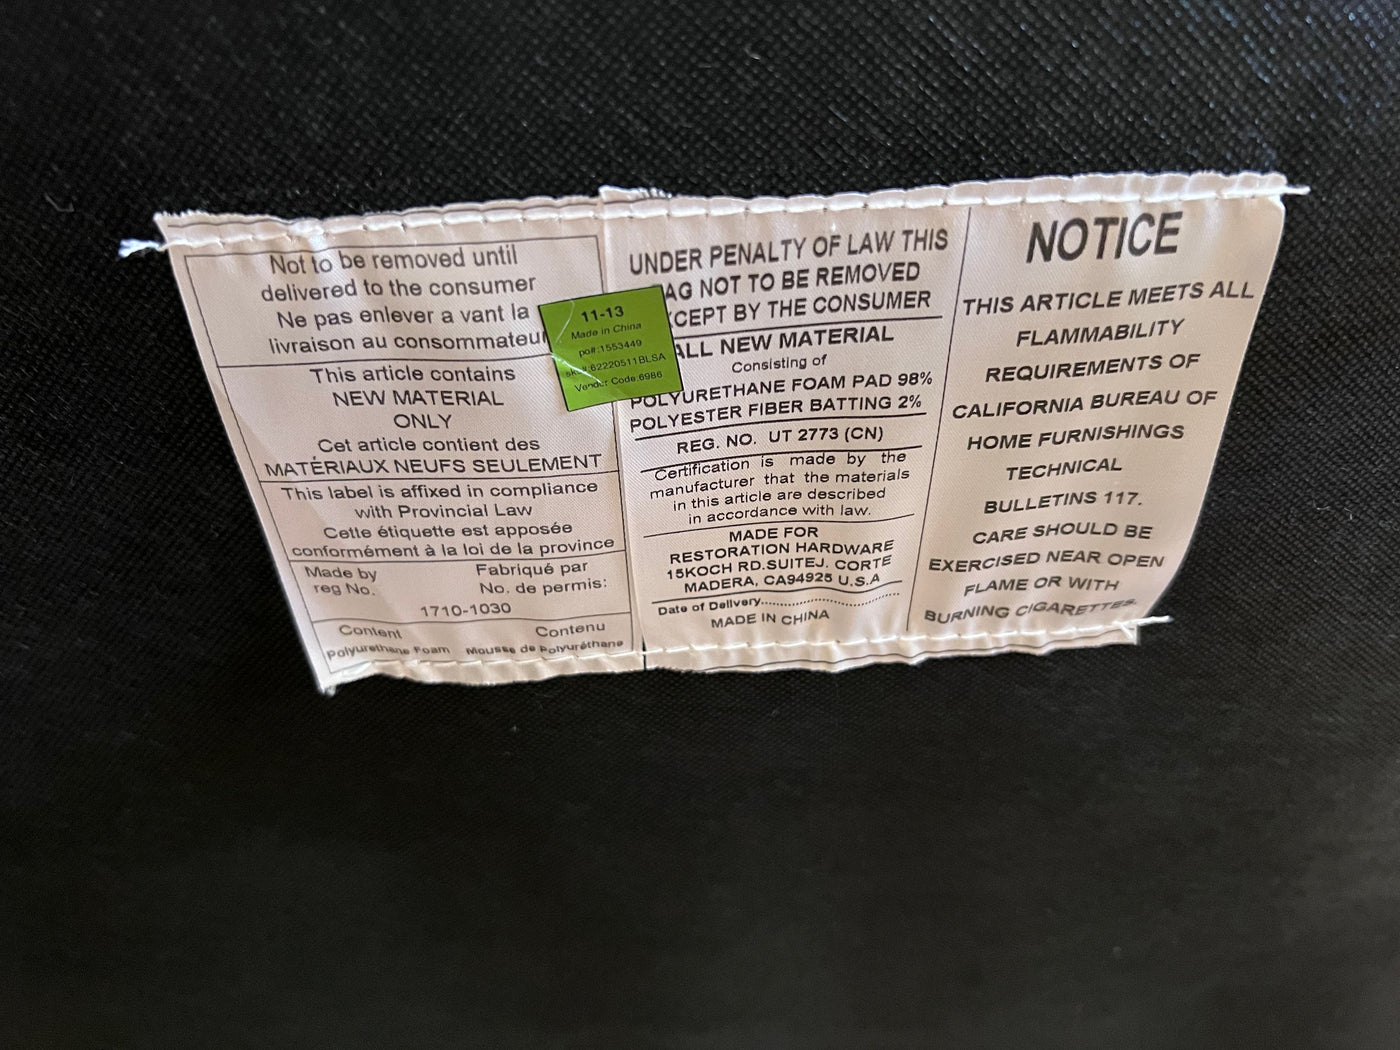 Not to be removed until
delivered to the consumer
Ne pas enlever a vant la
livraison au consommateur
This article contains
NEW MATERIAL
ONLY
Cet article contient des
MATÉRIAUX NEUFS SEULEMENT
This label is affixed in compliance
with Provincial Law
Cette étiquette est apposée
conformément à la loi de la province
Made by
reg No.
Fabriqué par
No. de permis:
1710-1030
Content
Contenu
Polyurethane Foam
Mousse de Polyuréthane
11-13
Made in China
po#:1553449
62220511BLSA
Vender Code:6986
UNDER PENALTY OF LAW THIS
AG NOT TO BE REMOVED
CEPT BY THE CONSUMER
ALL NEW MATERIAL
Consisting of
POLYURETHANE FOAM PAD 98%
POLYESTER FIBER BATTING 2%
REG. NO. UT 2773 (CN)
Certification is made by the
manufacturer that the materials
in this article are described
in accordance with law.
MADE FOR
RESTORATION HARDWARE
15KOCH RD.SUITEJ. CORTE
MADERA, CA94925 U.S.A
Date of Delivery........................
MADE IN CHINA
NOTICE
THIS ARTICLE MEETS ALL
FLAMMABILITY
REQUIREMENTS OF
CALIFORNIA BUREAU OF
HOME FURNISHINGS
TECHNICAL
BULLETINS 117.
CARE SHOULD BE
EXERCISED NEAR OPEN
FLAME OR WITH
BURNING CIGARETTES.